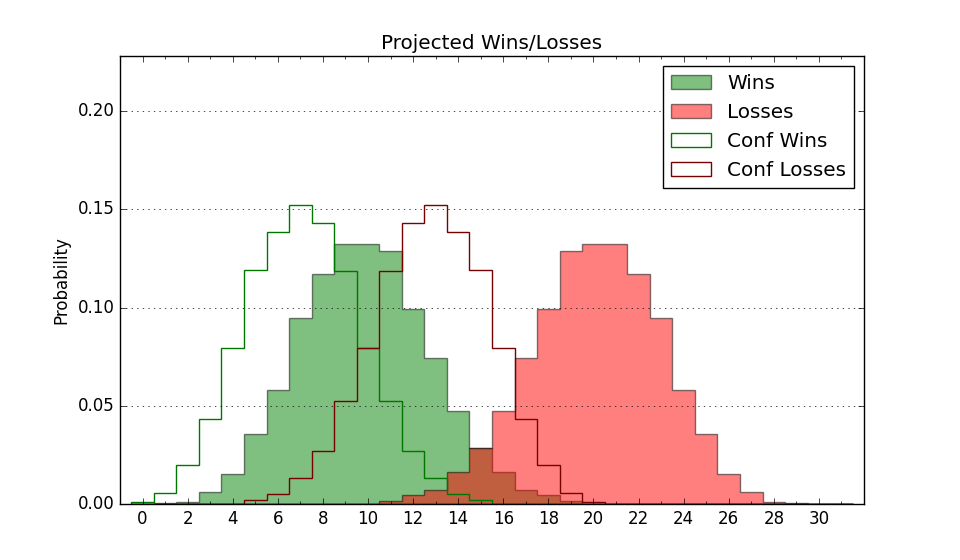 Projected Wins/Losses
Wins
Losses
Conf Wins
Conf Losses
Probability
0.20
0.15
0.10
0.05
0.00
0 2 4 6 8 10 12 14 16 18 20 22 24 26 28 30